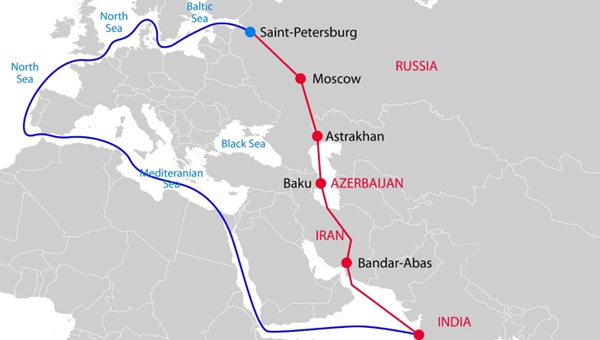 Baltic
Sea
North
Sea
Saint-Petersburg
North
Sea
RUSSIA
Moscow
Astrakhan
Black Sea
Mediteranian
Sea
Baku
AZERBAIJAN
IRAN
Bandar-Abas
INDIA